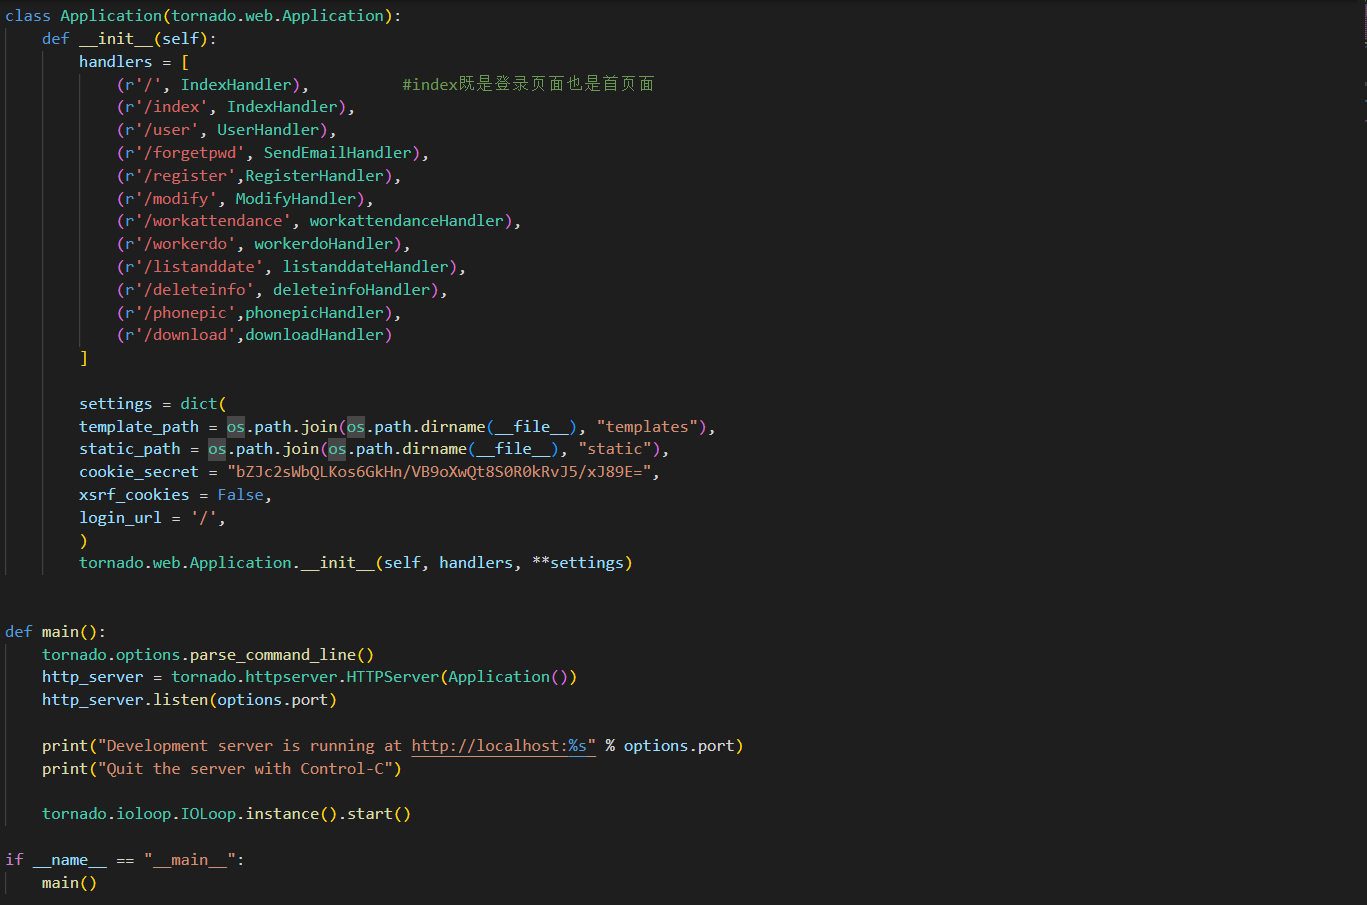 class Application(tornado.web.Application):
    def __init__(self):
        handlers = [
            (r'/', IndexHandler),          #index既是登录页面也是首页面
            (r'/index', IndexHandler),
            (r'/user', UserHandler),
            (r'/forgetpwd', SendEmailHandler),
            (r'/register',RegisterHandler),
            (r'/modify', ModifyHandler),
            (r'/workattendance', workattendanceHandler),
            (r'/workerdo', workerdoHandler),
            (r'/listanddate', listanddateHandler),
            (r'/deleteinfo', deleteinfoHandler),
            (r'/phonepic',phonepicHandler),
            (r'/download',downloadHandler)
        ]

        settings = dict(
        template_path = os.path.join(os.path.dirname(__file__), "templates"),
        static_path = os.path.join(os.path.dirname(__file__), "static"),
        cookie_secret = "bZJc2sWbQLKos6GkHn/VB9oXwQt8S0R0kRvJ5/xJ89E=",
        xsrf_cookies = False,
        login_url = '/',
        )
        tornado.web.Application.__init__(self, handlers, **settings)


def main():
    tornado.options.parse_command_line()
    http_server = tornado.httpserver.HTTPServer(Application())
    http_server.listen(options.port)

    print("Development server is running at http://localhost:%s" % options.port)
    print("Quit the server with Control-C")

    tornado.ioloop.IOLoop.instance().start()

if __name__ == "__main__":
    main()